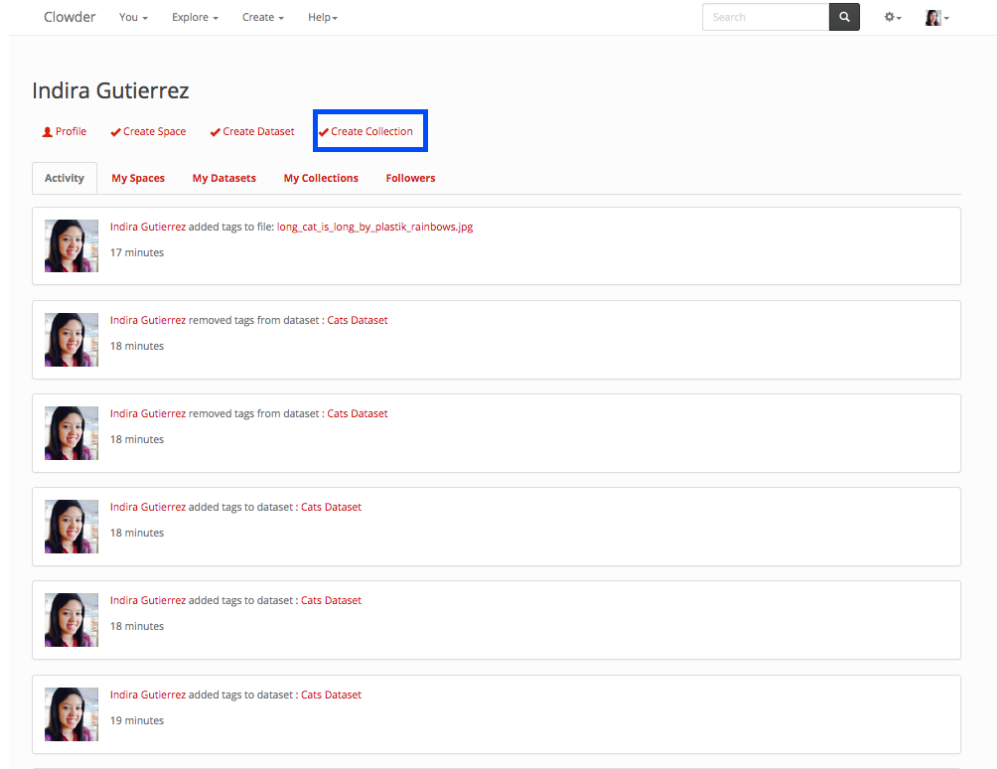 Clowder You Explore Create Help Search
Indira Gutierrez
Profile Create Space Create Dataset Create Collection
Activity My Spaces My Datasets My Collections Followers
Indira Gutierrez added tags to file: long_cat_is_long_by_plastik_rainbows.jpg
17 minutes
Indira Gutierrez removed tags from dataset : Cats Dataset
18 minutes
Indira Gutierrez removed tags from dataset : Cats Dataset
18 minutes
Indira Gutierrez added tags to dataset : Cats Dataset
18 minutes
Indira Gutierrez added tags to dataset : Cats Dataset
18 minutes
Indira Gutierrez added tags to dataset : Cats Dataset
19 minutes